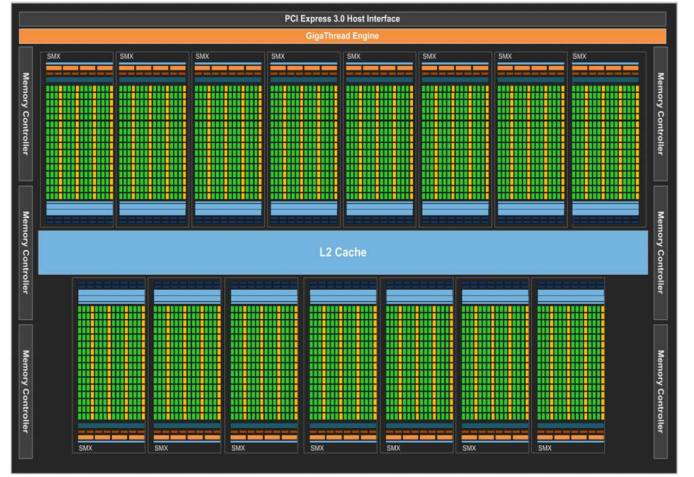 PCI Express 3.0 Host Interface
GigaThread Engine
SMX SMX SMX SMX SMX SMX SMX SMX
Memory Controller
Memory Controller
Memory Controller
L2 Cache
Memory Controller
Memory Controller
Memory Controller
SMX SMX SMX SMX SMX SMX SMX